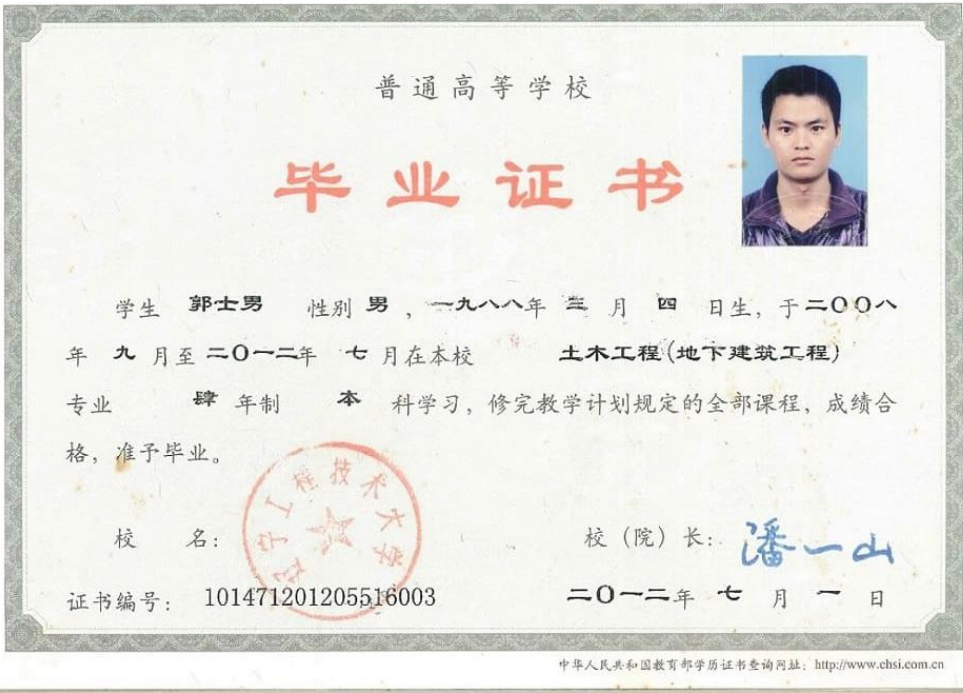 普通高等学校
毕业证书
学生 郭士男 性别 男 ，一九八八年 三 月 四 日生，于二〇〇八
年 九 月至二〇一二年 七 月在本校 土木工程(地下建筑工程)
专业 肆 年制 本 科学习，修完教学计划规定的全部课程，成绩合
格，准予毕业。
辽宁工程技术大学
校 名： 校（院）长： 潘一山
证书编号： 101471201205516003 二〇一二年 七 月 一 日
中华人民共和国教育部学历证书查询网址：http://www.chsi.com.cn